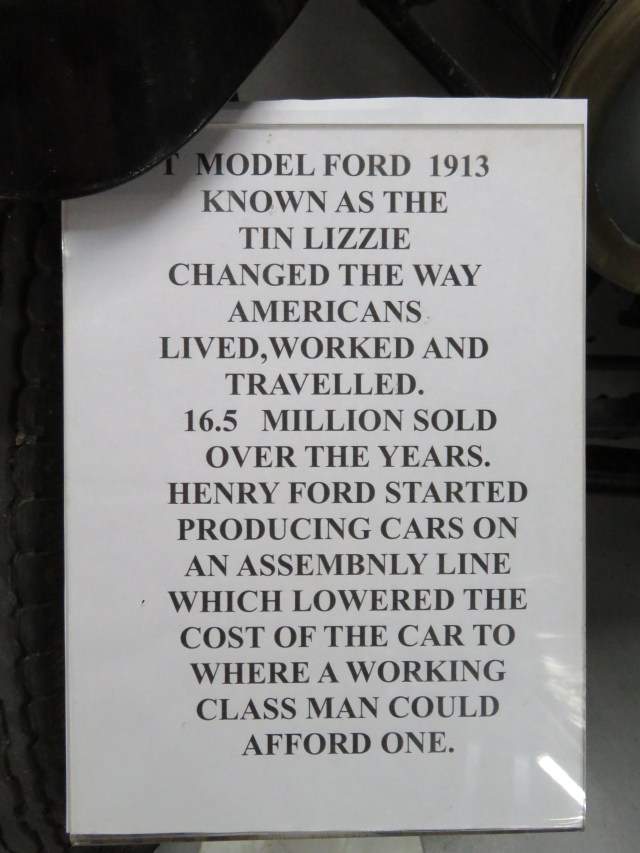 T MODEL FORD 1913
KNOWN AS THE
TIN LIZZIE
CHANGED THE WAY
AMERICANS
LIVED,WORKED AND
TRAVELLED.
16.5 MILLION SOLD
OVER THE YEARS.
HENRY FORD STARTED
PRODUCING CARS ON
AN ASSEMBNLY LINE
WHICH LOWERED THE
COST OF THE CAR TO
WHERE A WORKING
CLASS MAN COULD
AFFORD ONE.